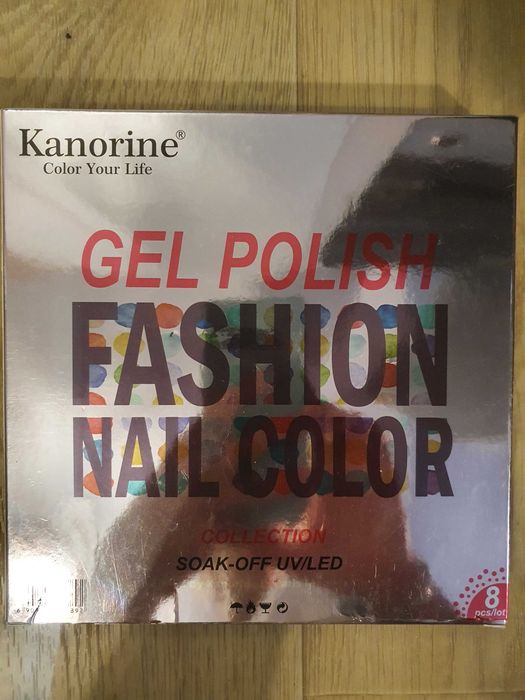 Kanorine®
Color Your Life
GEL POLISH
FASHION
NAIL COLOR
COLLECTION
SOAK-OFF UV/LED
8
pcs/lot